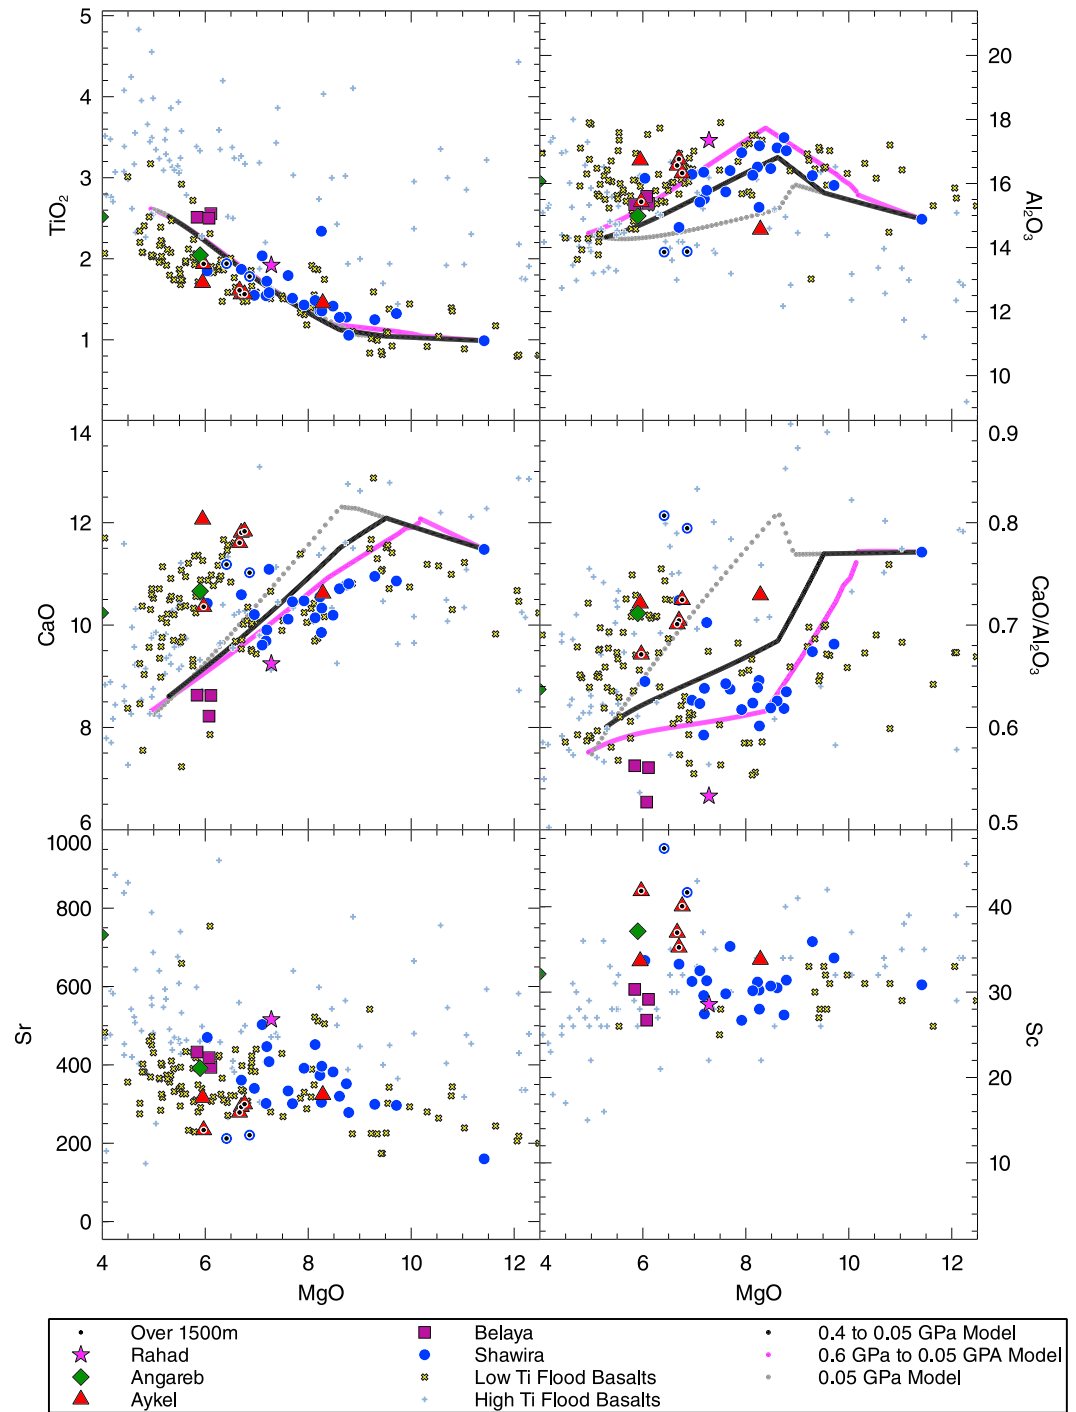 5
4
3
2
1
TiO2
20
18
16
14
12
10
Al2O3
14
12
10
8
6
CaO
0.9
0.8
0.7
0.6
0.5
CaO/Al2O3
1000
800
600
400
200
0
Sr
40
30
20
10
Sc
4 6 8 10 12
4 6 8 10 12
MgO
MgO
Over 1500m
Belaya
0.4 to 0.05 GPa Model
Rahad
Shawira
0.6 GPa to 0.05 GPA Model
Angareb
Low Ti Flood Basalts
0.05 GPa Model
Aykel
High Ti Flood Basalts